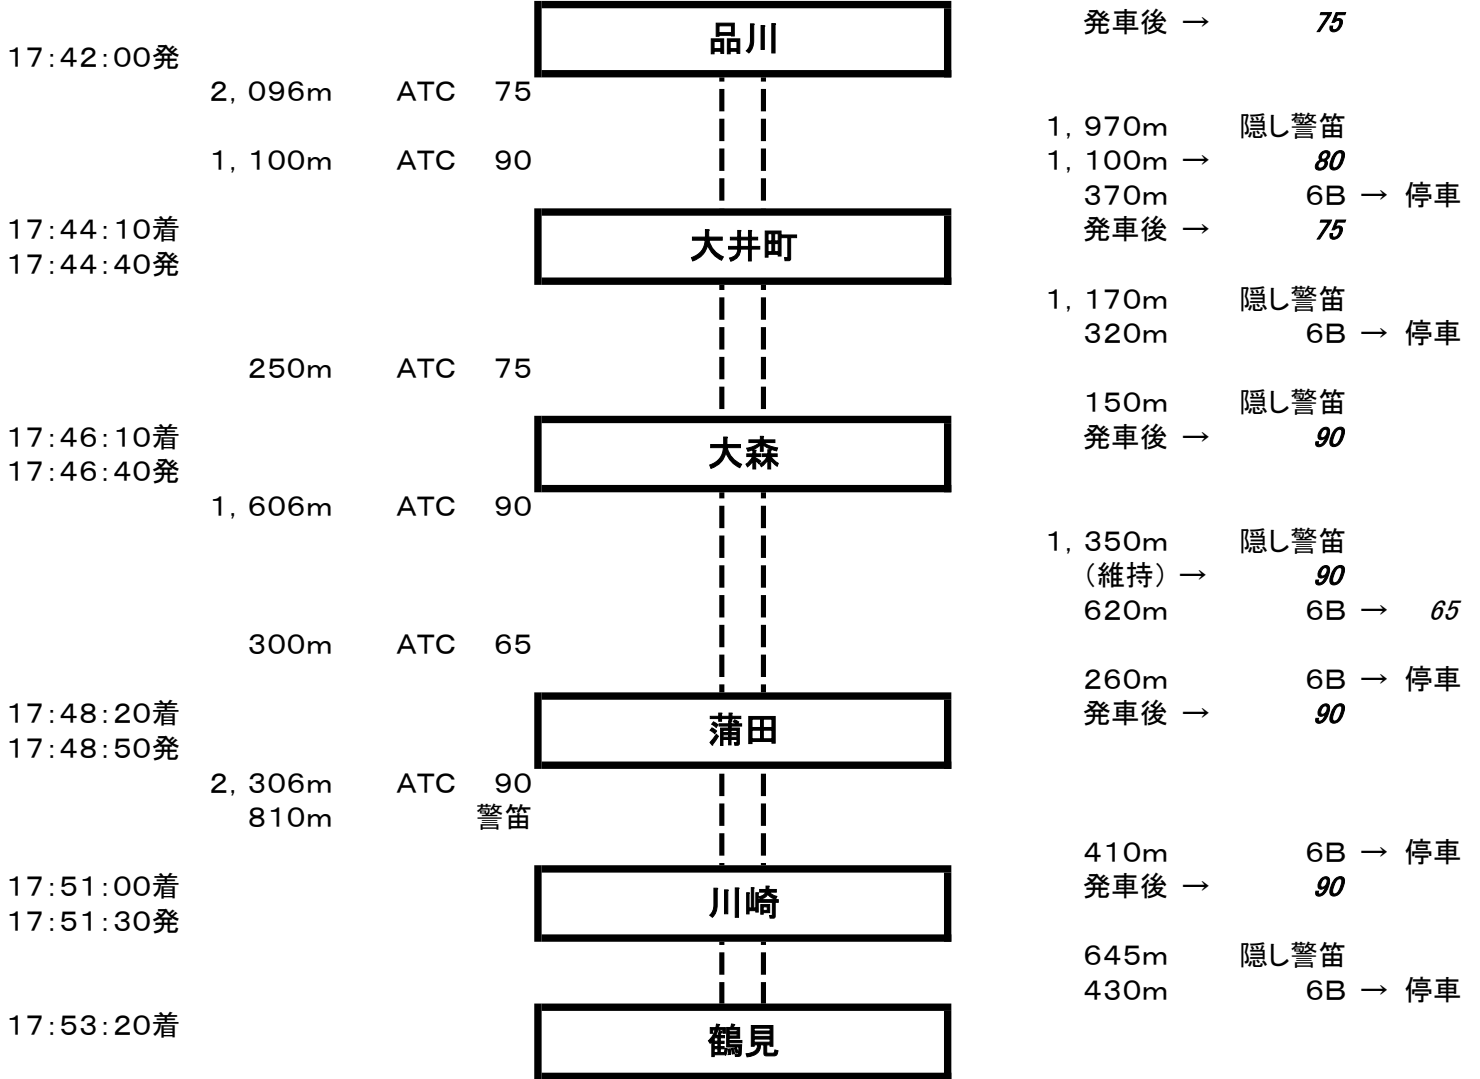 品川
発車後 → 75
17:42:00発
2,096m ATC 75
1,970m 隠し警笛
1,100m ATC 90
1,100m → 80
370m 6B → 停車
17:44:10着
大井町
発車後 → 75
17:44:40発
1,170m 隠し警笛
320m 6B → 停車
250m ATC 75
150m 隠し警笛
17:46:10着
大森
発車後 → 90
17:46:40発
1,606m ATC 90
1,350m 隠し警笛
(維持) → 90
620m 6B → 65
300m ATC 65
260m 6B → 停車
17:48:20着
蒲田
発車後 → 90
17:48:50発
2,306m ATC 90
810m 警笛
410m 6B → 停車
17:51:00着
川崎
発車後 → 90
17:51:30発
645m 隠し警笛
430m 6B → 停車
17:53:20着
鶴見